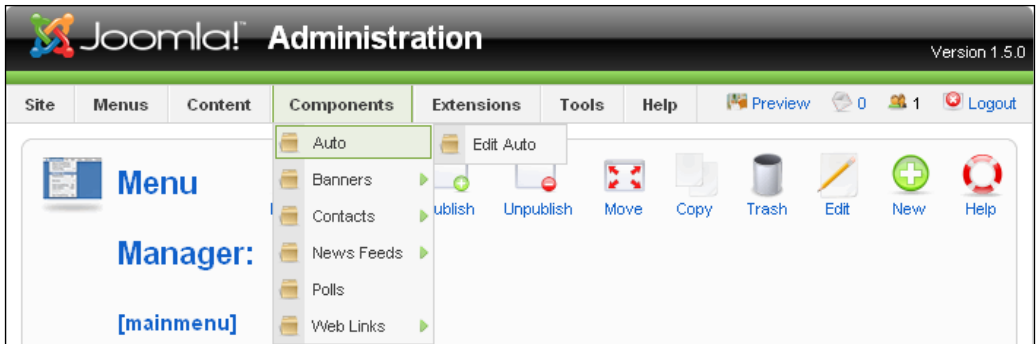 Joomla! Administration
Version 1.5.0
Site Menus Content Components Extensions Tools Help Preview 0 1 Logout
Auto Edit Auto
Menu Banners
Contacts ublish Unpublish Move Copy Trash Edit New Help
Manager: News Feeds
Polls
[mainmenu] Web Links